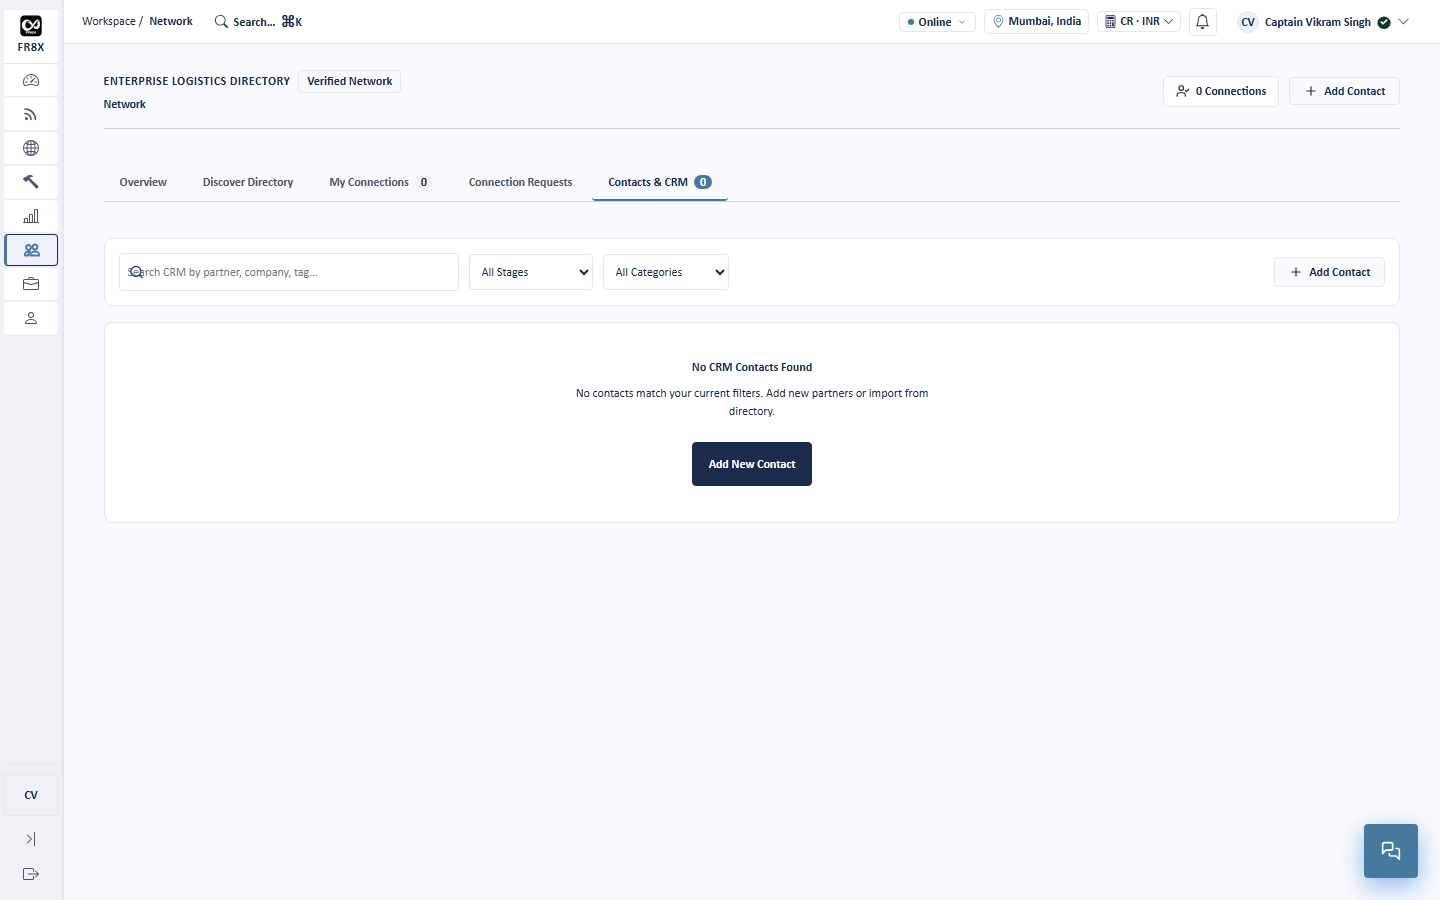 FR8X
FR8X
Workspace / Network
Search... ⌘K
Online
Mumbai, India
CR · INR
CV
Captain Vikram Singh
ENTERPRISE LOGISTICS DIRECTORY
Verified Network
Network
0 Connections
Add Contact
Overview
Discover Directory
My Connections 0
Connection Requests
Contacts & CRM 0
Search CRM by partner, company, tag...
All Stages
All Categories
Add Contact
No CRM Contacts Found
No contacts match your current filters. Add new partners or import from
directory.
Add New Contact
CV